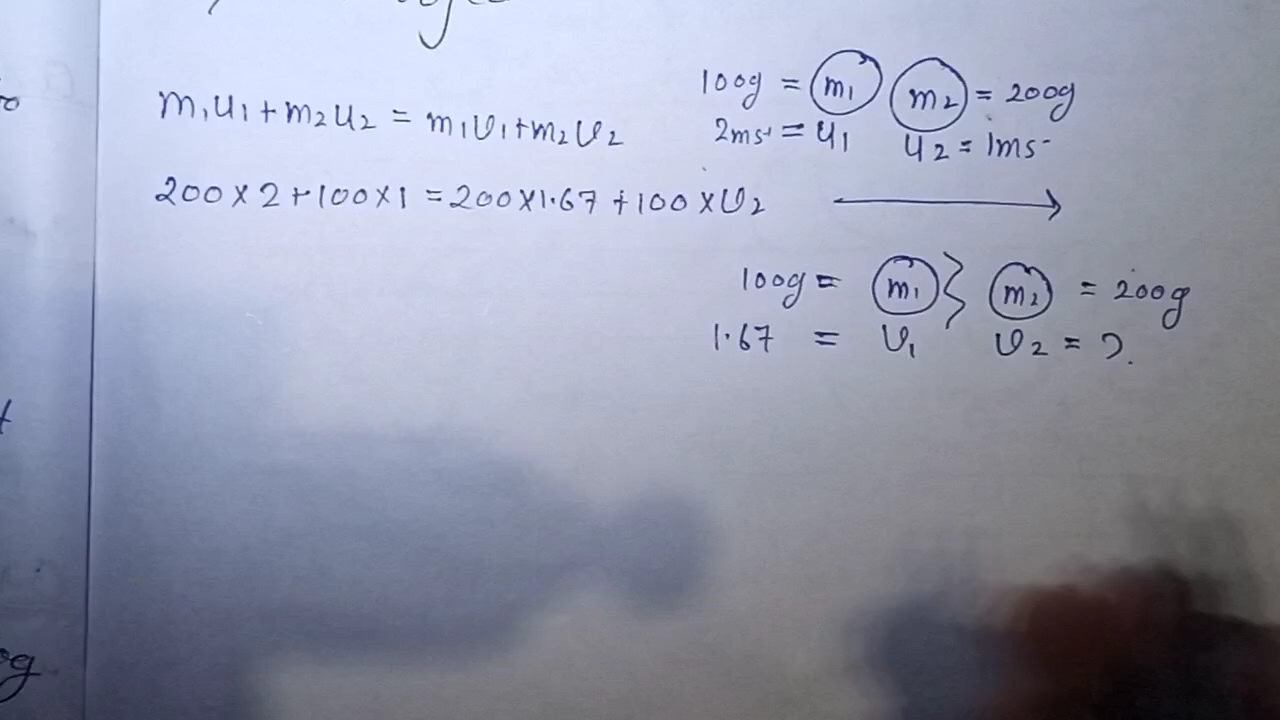 m₁u₁+m₂u₂ = m₁v₁+m₂v₂
200×2+100×1 =200×1.67 +100 ×v₂
100g = m₁ m₂ = 200g
2ms⁻¹ = u₁ u₂ = 1ms⁻
100g = m₁ } m₂ = 200g
1.67 = v₁ v₂ = ?
g